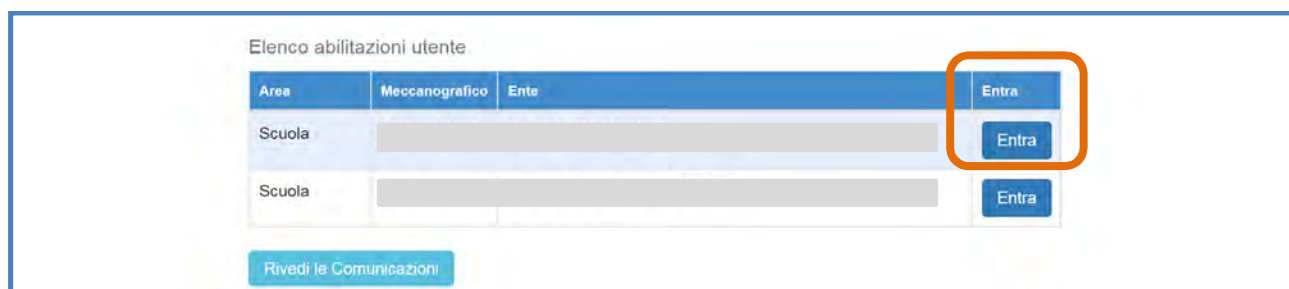 Elenco abilitazioni utente
Area Meccanografico Ente Entra
Scuola Entra
Scuola Entra
Rivedi le Comunicazioni